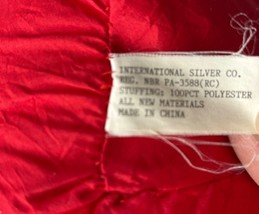 INTERNATIONAL SILVER CO.
REG. NBR PA-3588(RC)
STUFFING: 100PCT POLYESTER
ALL NEW MATERIALS
MADE IN CHINA